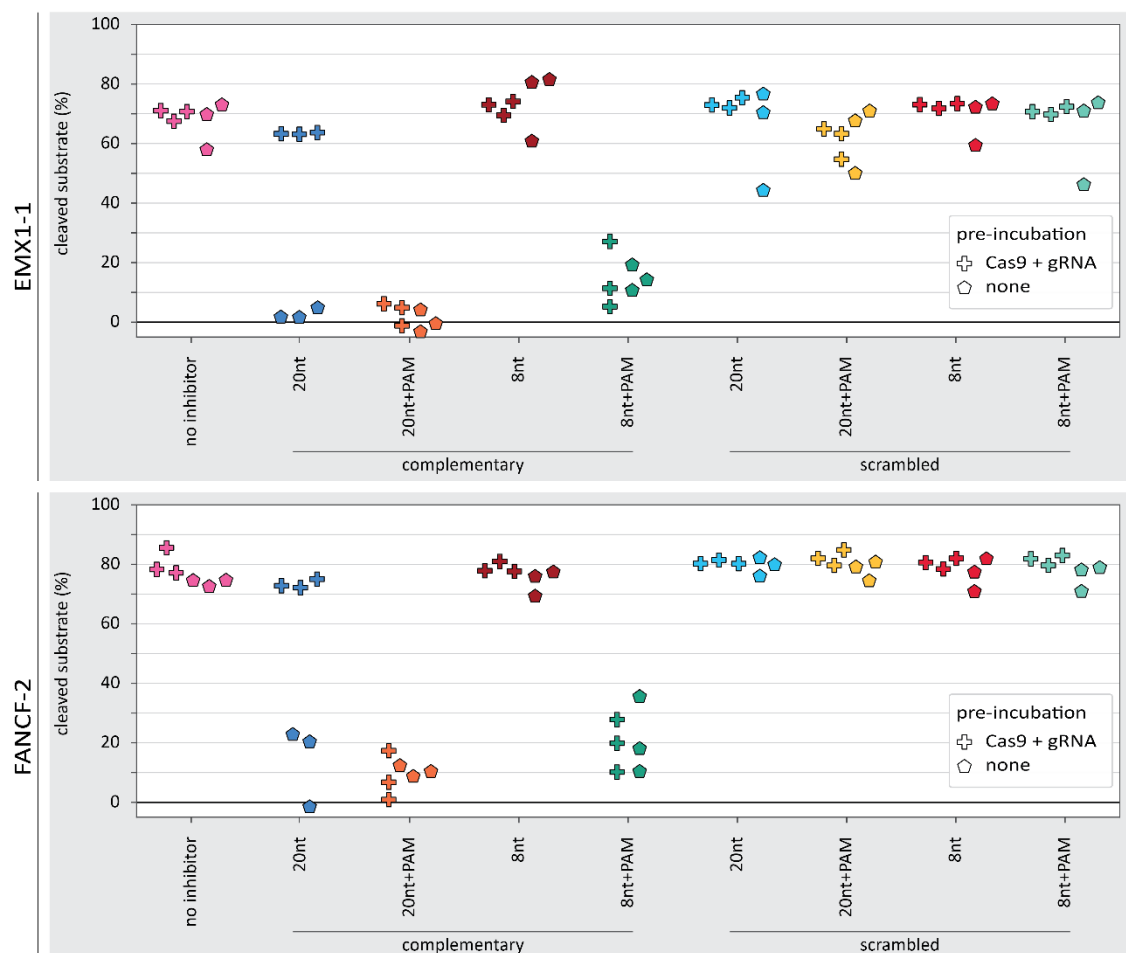 EMX1-1
cleaved substrate (%)
100
80
60
40
20
0
pre-incubation
Cas9 + gRNA
none
no inhibitor
20nt
20nt+PAM
8nt
8nt+PAM
20nt
20nt+PAM
8nt
8nt+PAM
complementary
scrambled
FANCF-2
cleaved substrate (%)
100
80
60
40
20
0
pre-incubation
Cas9 + gRNA
none
no inhibitor
20nt
20nt+PAM
8nt
8nt+PAM
20nt
20nt+PAM
8nt
8nt+PAM
complementary
scrambled